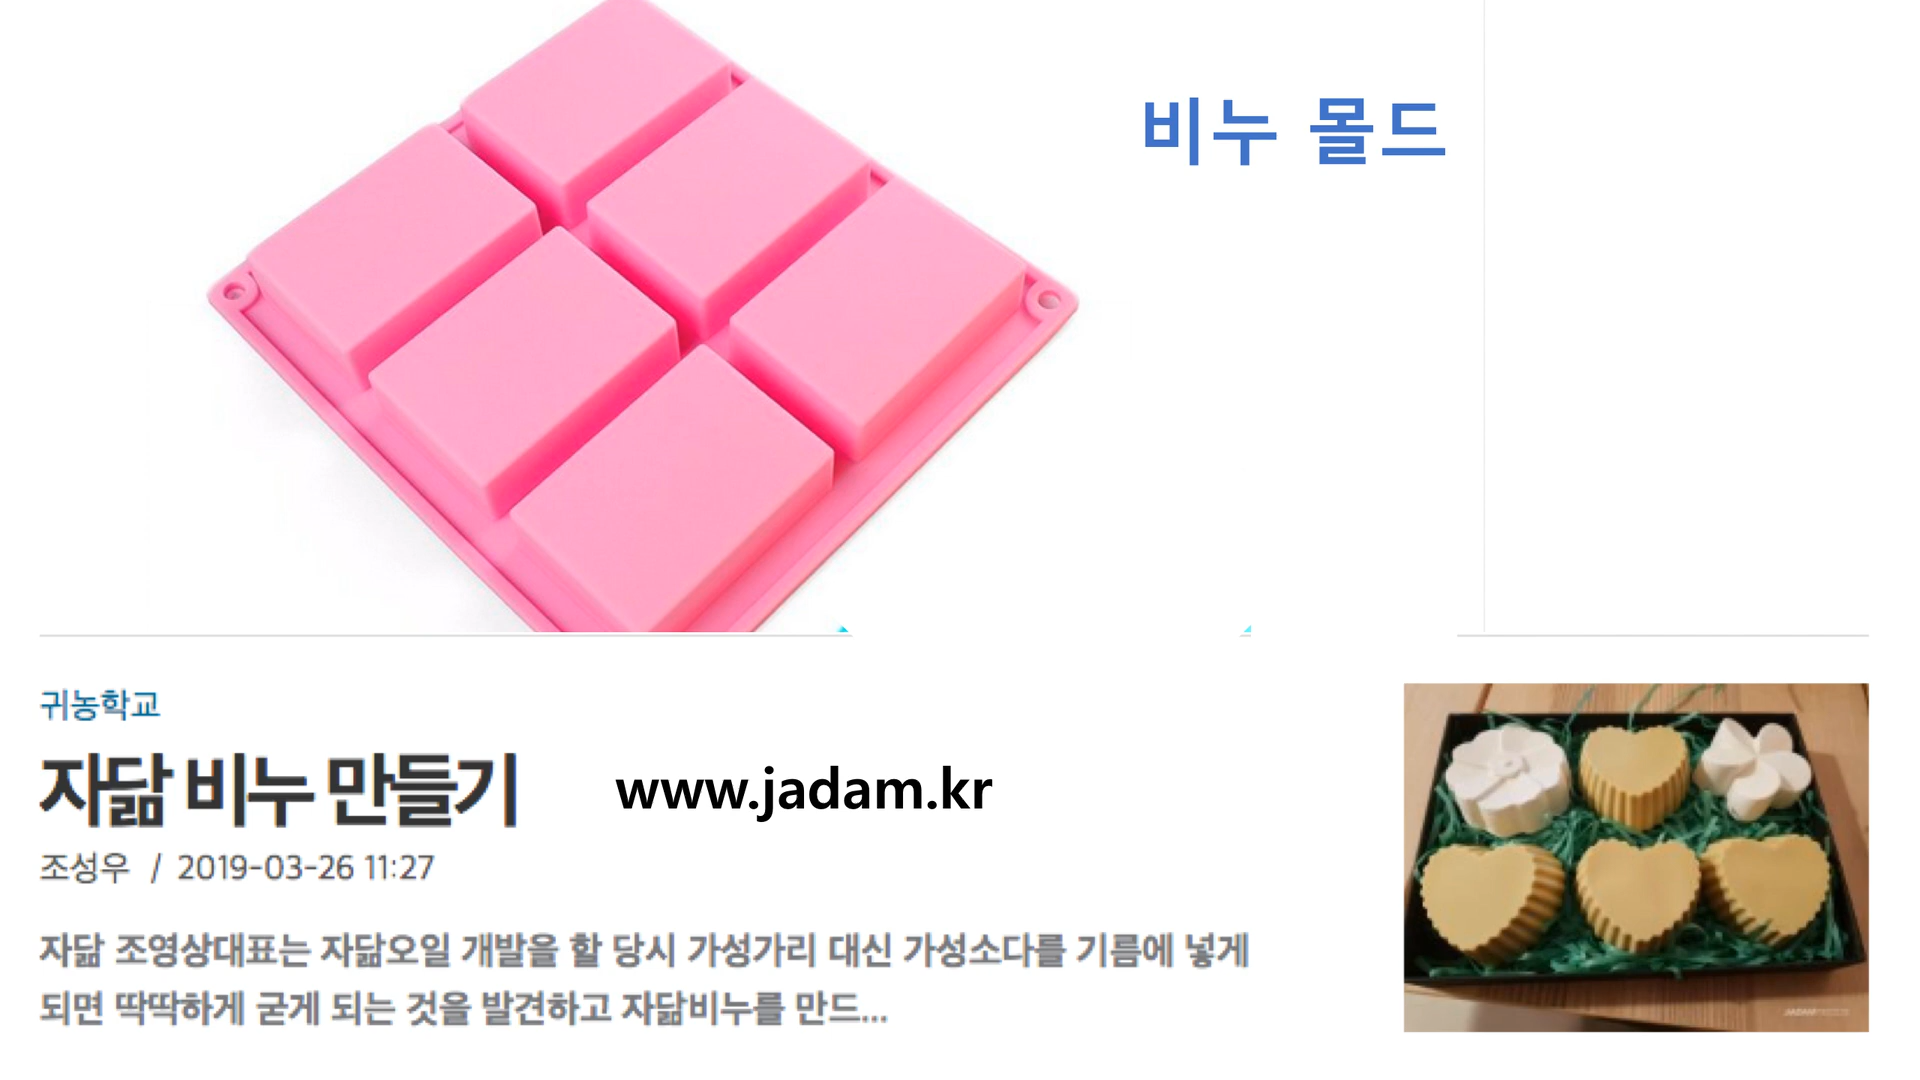 비누 몰드
귀농학교
자닮 비누 만들기
www.jadam.kr
조성우 / 2019-03-26 11:27
자닮 조영상대표는 자닮오일 개발을 할 당시 가성가리 대신 가성소다를 기름에 넣게
되면 딱딱하게 굳게 되는 것을 발견하고 자닮비누를 만드...